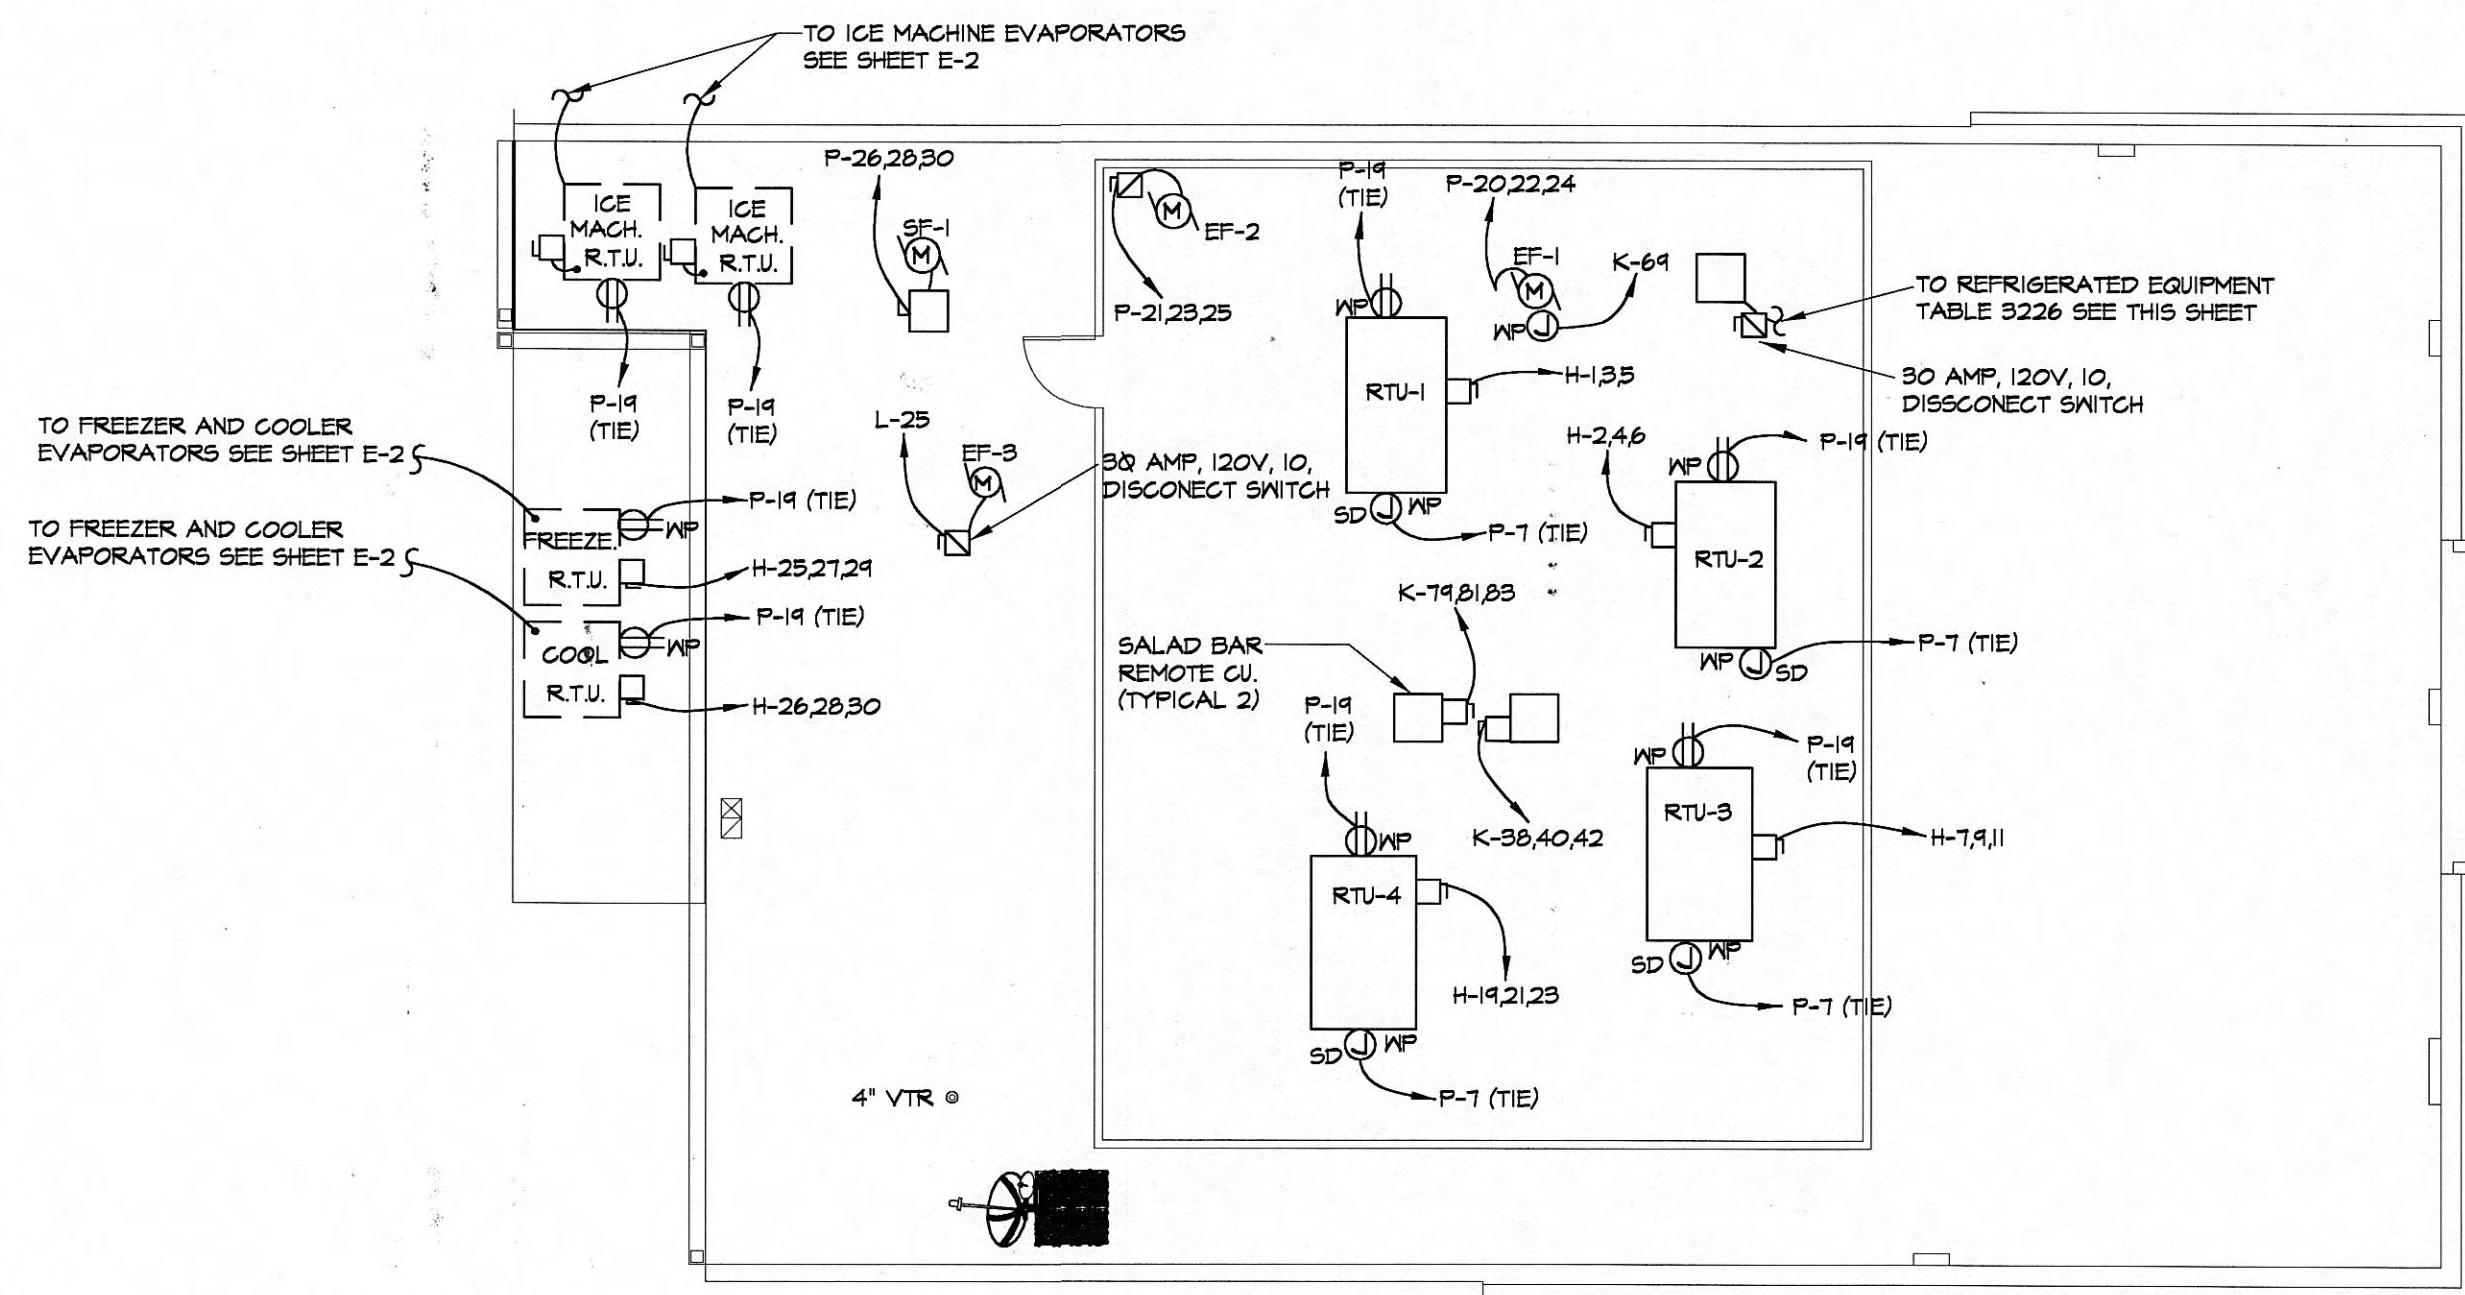 TO ICE MACHINE EVAPORATORS
SEE SHEET E-2
P-26,28,30
ICE
MACH.
R.T.U.
ICE
MACH.
R.T.U.
SF-1
M
M
EF-2
P-21,23,25
P-19
(TIE)
P-20,22,24
EF-1
M
K-69
WP
WP
J
TO REFRIGERATED EQUIPMENT
TABLE 3226 SEE THIS SHEET
30 AMP, 120V, 10,
DISSCONECT SWITCH
RTU-1
H-1,3,5
P-19
(TIE)
P-19
(TIE)
TO FREEZER AND COOLER
EVAPORATORS SEE SHEET E-2
L-25
EF-3
M
30 AMP, 120V, 10,
DISCONECT SWITCH
H-2,4,6
P-19 (TIE)
WP
P-19 (TIE)
WP
SD
J
WP
P-7 (TIE)
TO FREEZER AND COOLER
EVAPORATORS SEE SHEET E-2
FREEZE.
R.T.U.
H-25,27,29
RTU-2
P-19 (TIE)
WP
K-79,81,83
COOL
R.T.U.
H-26,28,30
SALAD BAR
REMOTE CU.
(TYPICAL 2)
P-7 (TIE)
WP
J
SD
P-19
(TIE)
WP
P-19
(TIE)
RTU-3
K-38,40,42
H-7,9,11
WP
RTU-4
H-19,21,23
SD
J
WP
P-7 (TIE)
SD
J
WP
P-7 (TIE)
4" VTR